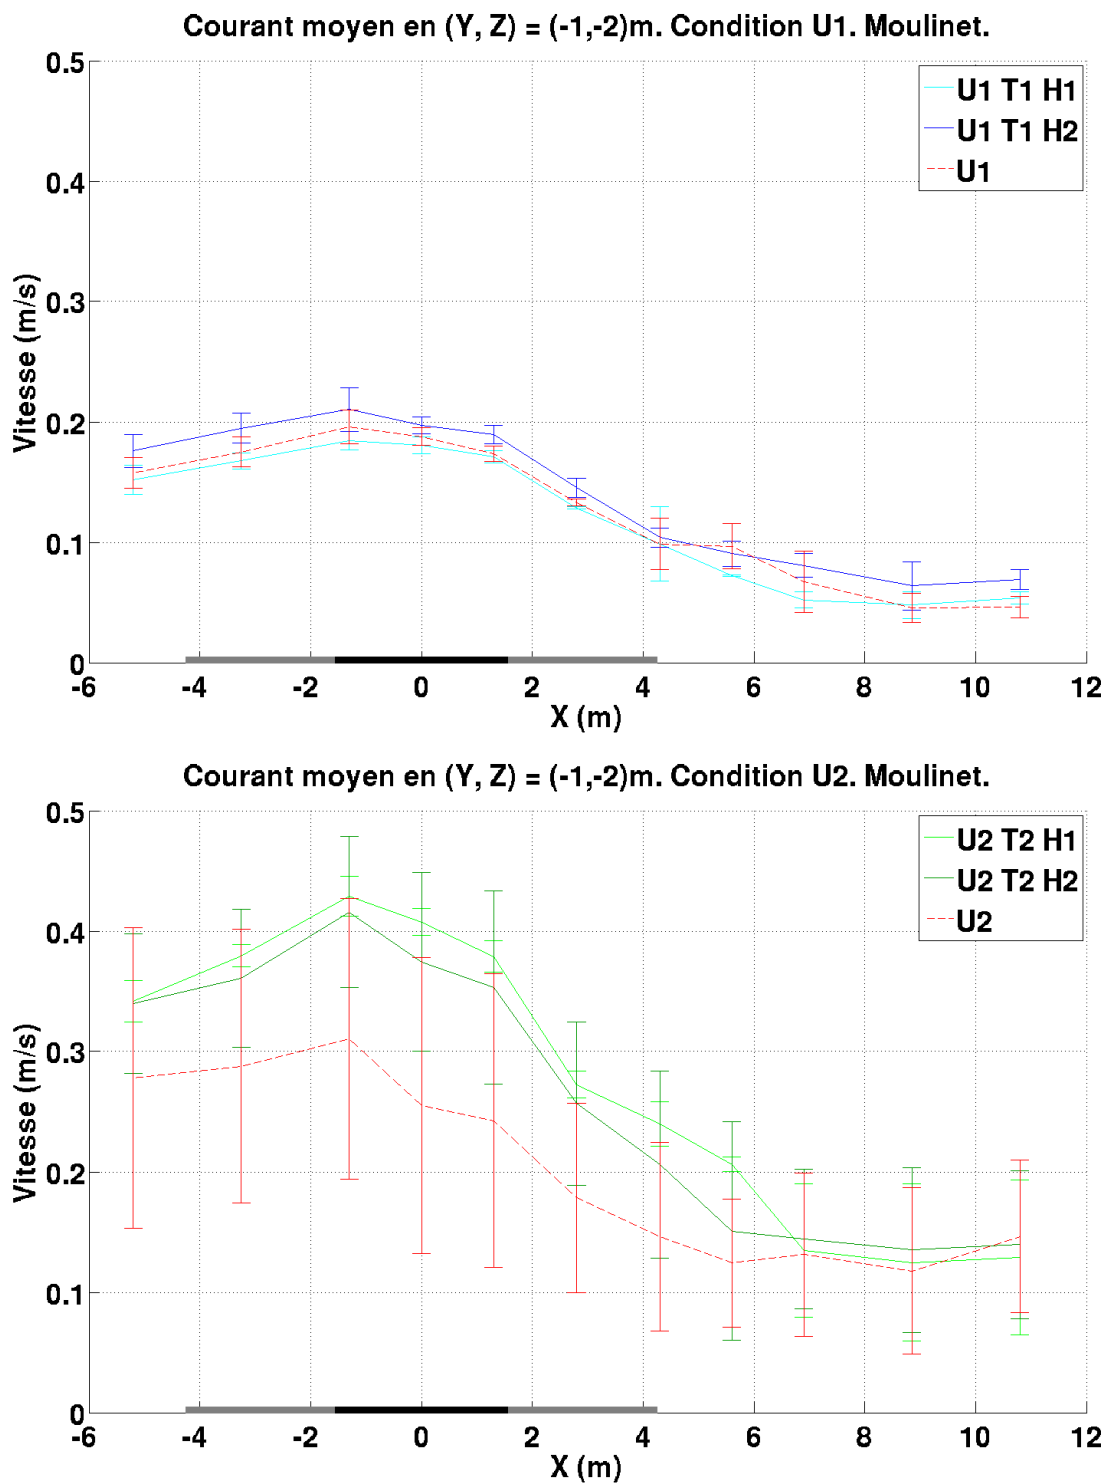 Courant moyen en (Y, Z) = (-1,-2)m. Condition U1. Moulinet.
0.5
U1 T1 H1
U1 T1 H2
U1
0.4
0.3
Vitesse (m/s)
0.2
0.1
0
-6 -4 -2 0 2 4 6 8 10 12
X (m)
Courant moyen en (Y, Z) = (-1,-2)m. Condition U2. Moulinet.
0.5
U2 T2 H1
U2 T2 H2
U2
0.4
0.3
Vitesse (m/s)
0.2
0.1
0
-6 -4 -2 0 2 4 6 8 10 12
X (m)